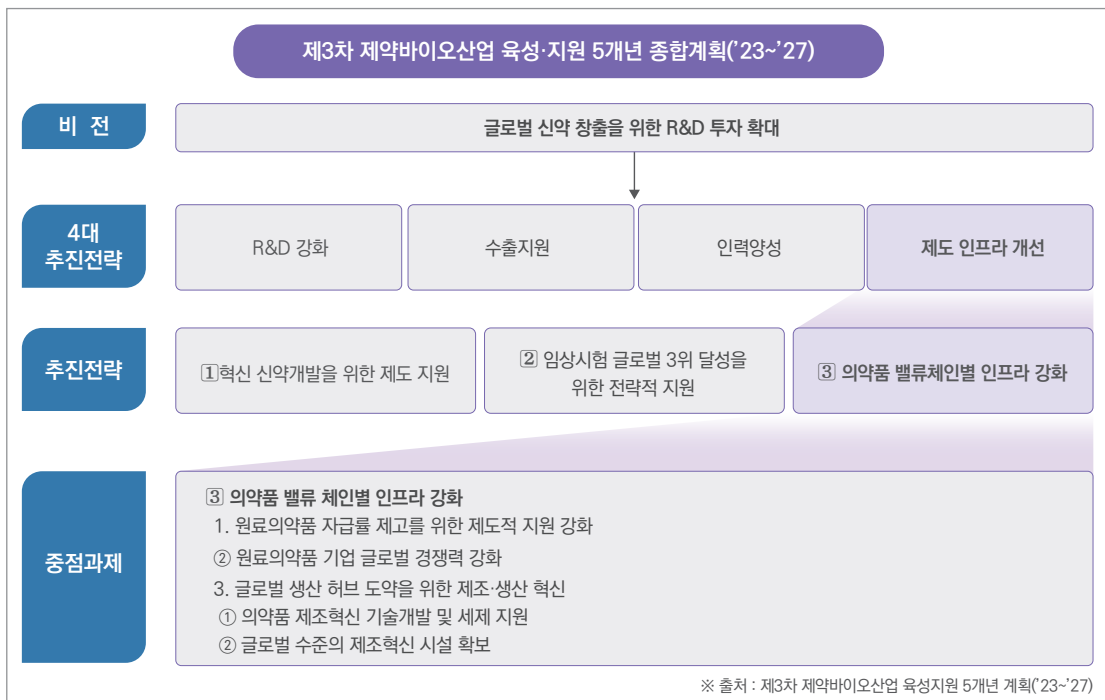 제3차 제약바이오산업 육성·지원 5개년 종합계획('23~'27)
비 전
글로벌 신약 창출을 위한 R&D 투자 확대
4대
추진전략
R&D 강화
수출지원
인력양성
제도 인프라 개선
추진전략
1 혁신 신약개발을 위한 제도 지원
2 임상시험 글로벌 3위 달성을
위한 전략적 지원
3 의약품 밸류체인별 인프라 강화
중점과제
3 의약품 밸류 체인별 인프라 강화
1. 원료의약품 자급률 제고를 위한 제도적 지원 강화
② 원료의약품 기업 글로벌 경쟁력 강화
3. 글로벌 생산 허브 도약을 위한 제조·생산 혁신
① 의약품 제조혁신 기술개발 및 세제 지원
② 글로벌 수준의 제조혁신 시설 확보
※ 출처 : 제3차 제약바이오산업 육성지원 5개년 계획('23~'27)